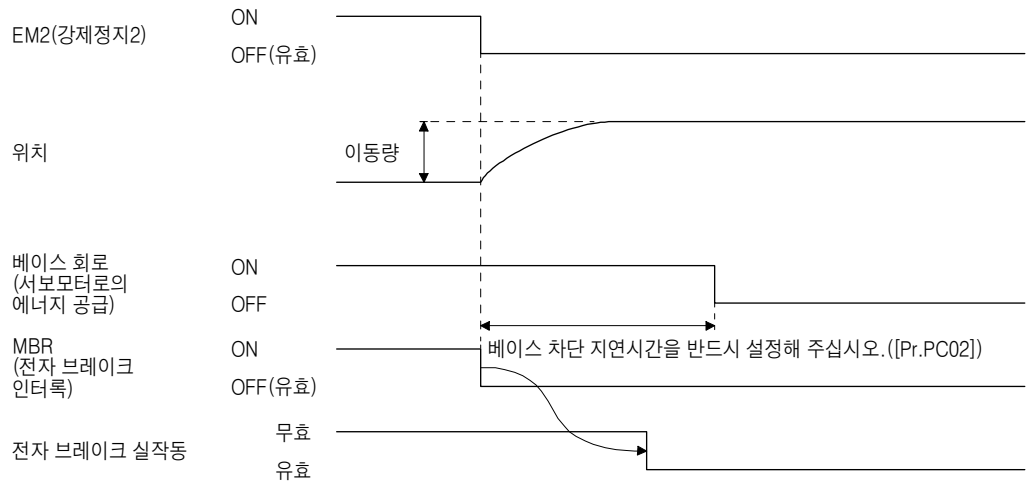 EM2(강제정지2)
ON
OFF(유효)
위치
이동량
베이스 회로
(서보모터로의
에너지 공급)
ON
OFF
베이스 차단 지연시간을 반드시 설정해 주십시오.([Pr.PC02])
MBR
(전자 브레이크
인터록)
ON
OFF(유효)
전자 브레이크 실작동
무효
유효